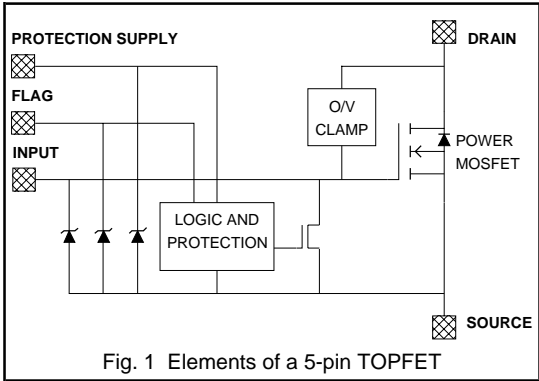 PROTECTION SUPPLY
DRAIN
FLAG
O/V
CLAMP
INPUT
POWER
MOSFET
LOGIC AND
PROTECTION
SOURCE
Fig. 1 Elements of a 5-pin TOPFET